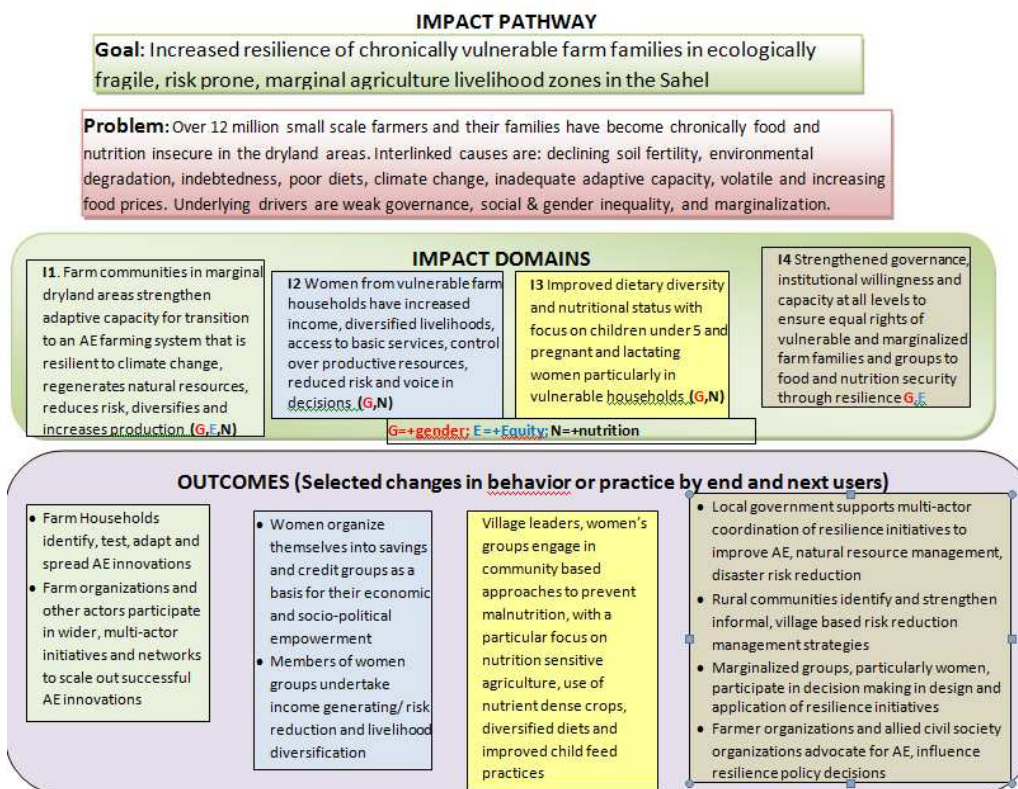 IMPACT PATHWAY
Goal: Increased resilience of chronically vulnerable farm families in ecologically
fragile, risk prone, marginal agriculture livelihood zones in the Sahel
Problem: Over 12 million small scale farmers and their families have become chronically food and
nutrition insecure in the dryland areas. Interlinked causes are: declining soil fertility, environmental
degradation, indebtedness, poor diets, climate change, inadequate adaptive capacity, volatile and increasing
food prices. Underlying drivers are weak governance, social & gender inequality, and marginalization.
IMPACT DOMAINS
I1. Farm communities in marginal
dryland areas strengthen
adaptive capacity for transition
to an AE farming system that is
resilient to climate change,
regenerates natural resources,
reduces risk, diversifies and
increases production (G,E,N)
I2 Women from vulnerable farm
households have increased
income, diversified livelihoods,
access to basic services, control
over productive resources,
reduced risk and voice in
decisions (G,N)
I3 Improved dietary diversity
and nutritional status with
focus on children under 5 and
pregnant and lactating
women particularly in
vulnerable households (G,N)
I4 Strengthened governance,
institutional willingness and
capacity at all levels to
ensure equal rights of
vulnerable and marginalized
farm families and groups to
food and nutrition security
through resilience G,E
G=+gender; E=+Equity; N=+nutrition
OUTCOMES (Selected changes in behavior or practice by end and next users)
• Farm Households
identify, test, adapt and
spread AE innovations
• Farm organizations and
other actors participate
in wider, multi-actor
initiatives and networks
to scale out successful
AE innovations
• Women organize
themselves into savings
and credit groups as a
basis for their economic
and socio-political
empowerment
• Members of women
groups undertake
income generating/ risk
reduction and livelihood
diversification
Village leaders, women's
groups engage in
community based
approaches to prevent
malnutrition, with a
particular focus on
nutrition sensitive
agriculture, use of
nutrient dense crops,
diversified diets and
improved child feed
practices
• Local government supports multi-actor
coordination of resilience initiatives to
improve AE, natural resource management,
disaster risk reduction
• Rural communities identify and strengthen
informal, village based risk reduction
management strategies
• Marginalized groups, particularly women,
participate in decision making in design and
application of resilience initiatives
• Farmer organizations and allied civil society
organizations advocate for AE, influence
resilience policy decisions